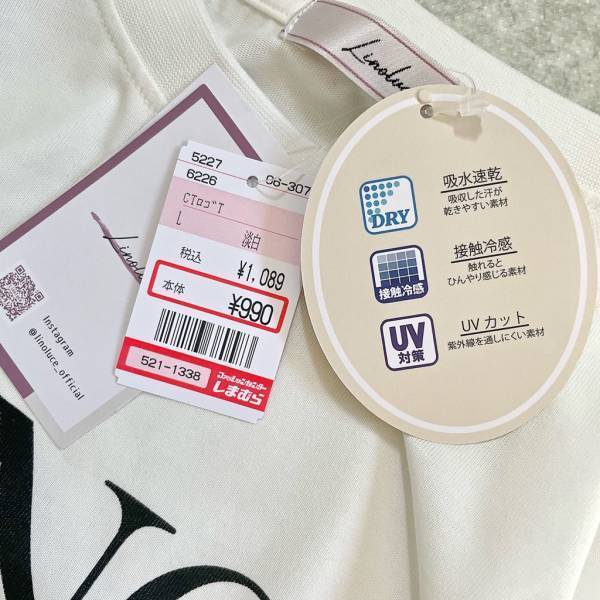 Linoluce
Linoluce
Instagram
@linoluce_official
5227
6226 06-307
CTロゴT
L 淡白
税込 ¥1,089
本体 ¥990
521-1338
ファッションセンター
しまむら
DRY
吸水速乾
吸収した汗が
乾きやすい素材
接触冷感
接触冷感
触れると
ひんやり感じる素材
UV
対策
UV カット
紫外線を通しにくい素材